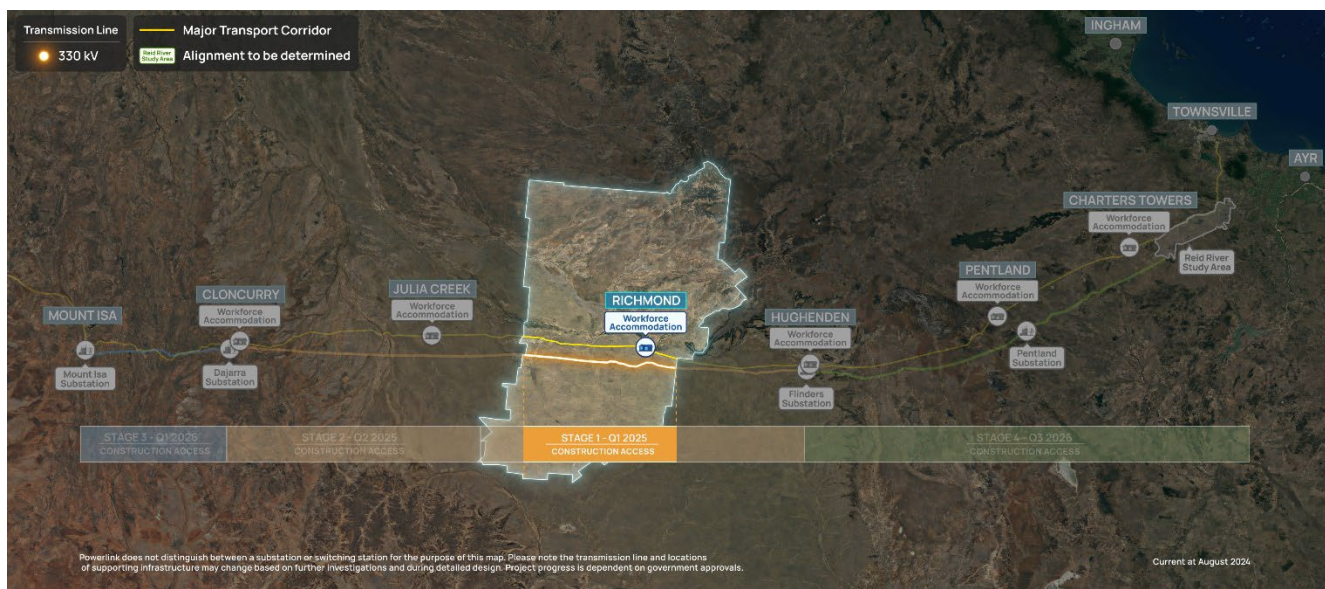 Transmission Line
330 kV
Major Transport Corridor
Reid River
Study Area
Alignment to be determined
INGHAM
TOWNSVILLE
AYR
CHARTERS TOWERS
Workforce
Accommodation
Reid River
Study Area
PENTLAND
Workforce
Accommodation
Pentland
Substation
HUGHENDEN
Workforce
Accommodation
Flinders
Substation
RICHMOND
Workforce
Accommodation
JULIA CREEK
Workforce
Accommodation
CLONCURRY
Workforce
Accommodation
Dajarra
Substation
MOUNT ISA
Mount Isa
Substation
STAGE 3 - Q1 2026
CONSTRUCTION ACCESS
STAGE 2 - Q2 2025
CONSTRUCTION ACCESS
STAGE 1 - Q1 2025
CONSTRUCTION ACCESS
STAGE 4 - Q3 2026
CONSTRUCTION ACCESS
Powerlink does not distinguish between a substation or switching station for the purpose of this map. Please note the transmission line and locations
of supporting infrastructure may change based on further investigations and during detailed design. Project progress is dependent on government approvals.
Current at August 2024